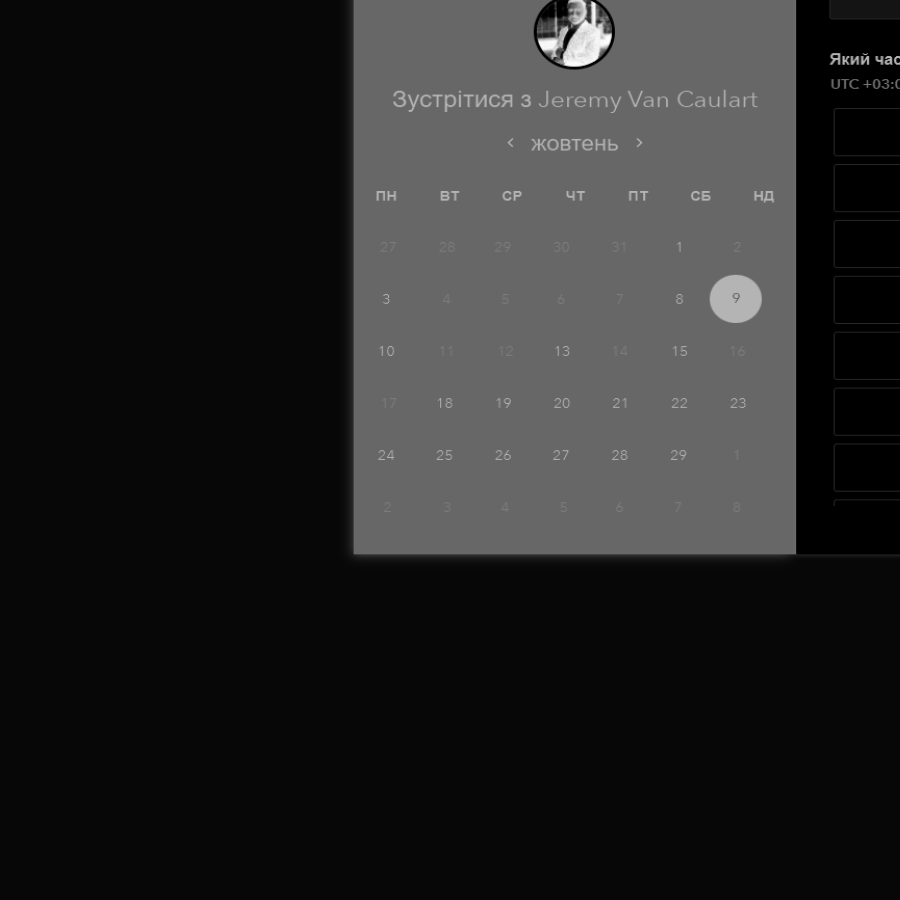 Зустрітися з Jeremy Van Caulart
‹ жовтень ›
ПН ВТ СР ЧТ ПТ СБ НД
27 28 29 30 31 1 2
3 4 5 6 7 8 9
10 11 12 13 14 15 16
17 18 19 20 21 22 23
24 25 26 27 28 29 1
2 3 4 5 6 7 8
Який час
UTC +03:0